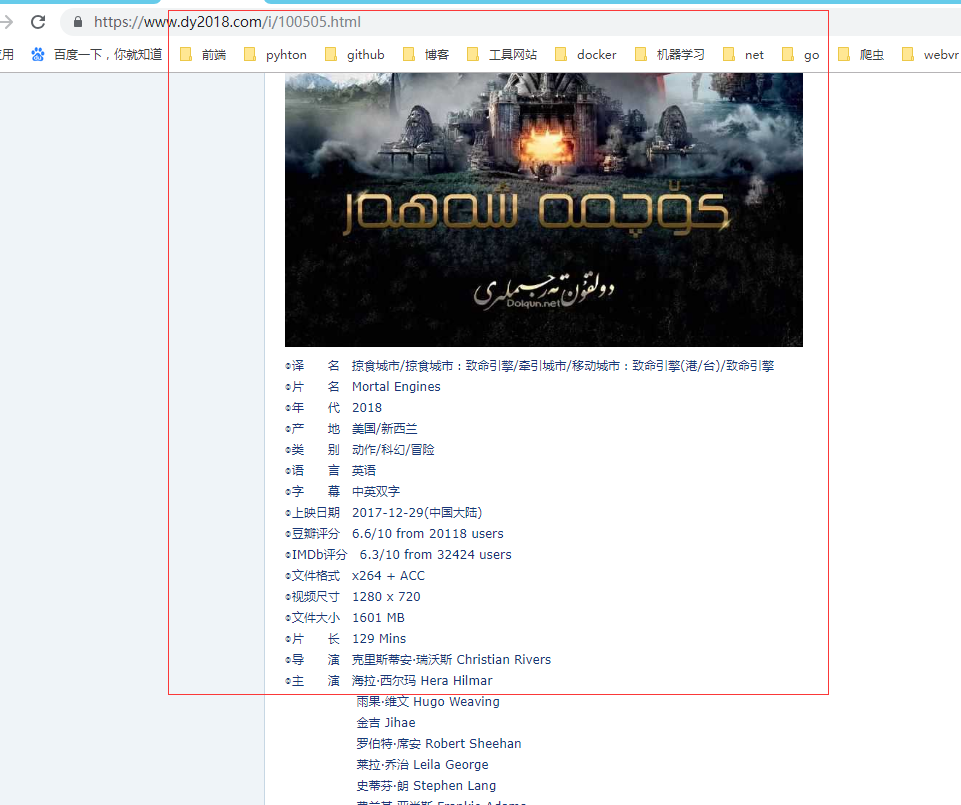 https://www.dy2018.com/i/100505.html
应用 百度一下，你就知道 前端 pyhton github 博客 工具网站 docker 机器学习 net go 爬虫 webvr
كۆچمە شەھەر
دولقۇن تەرجىملىرى
Dolqun.net
◎译　　名　掠食城市/掠食城市：致命引擎/牵引城市/移动城市：致命引擎(港/台)/致命引擎
◎片　　名　Mortal Engines
◎年　　代　2018
◎产　　地　美国/新西兰
◎类　　别　动作/科幻/冒险
◎语　　言　英语
◎字　　幕　中英双字
◎上映日期　2017-12-29(中国大陆)
◎豆瓣评分　6.6/10 from 20118 users
◎IMDb评分　6.3/10 from 32424 users
◎文件格式　x264 + ACC
◎视频尺寸　1280 x 720
◎文件大小　1601 MB
◎片　　长　129 Mins
◎导　　演　克里斯蒂安·瑞沃斯 Christian Rivers
◎主　　演　海拉·西尔玛 Hera Hilmar
雨果·维文 Hugo Weaving
金吉 Jihae
罗伯特·席安 Robert Sheehan
莱拉·乔治 Leila George
史蒂芬·朗 Stephen Lang